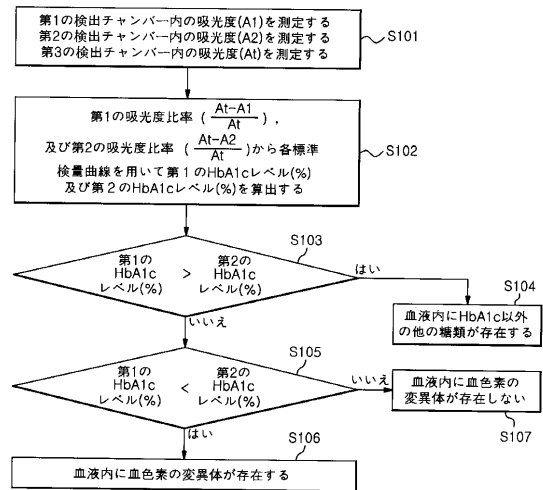 第1の検出チャンバー内の吸光度(A1)を測定する
第2の検出チャンバー内の吸光度(A2)を測定する
第3の検出チャンバー内の吸光度(At)を測定する
S101
第1の吸光度比率 ( At-A1 / At ) ,
及び第2の吸光度比率 ( At-A2 / At )から各標準
検量曲線を用いて第1のHbA1cレベル(%)
及び第2のHbA1cレベル(%)を算出する
S102
S103
第1の 第2の
HbA1c > HbA1c
レベル(%) レベル(%)
はい
S104
血液内にHbA1c以外
の他の糖類が存在する
いいえ
S105
第1の 第2の
HbA1c < HbA1c
レベル(%) レベル(%)
いいえ
血液内に血色素の
変異体が存在しない
S107
はい
S106
血液内に血色素の変異体が存在する